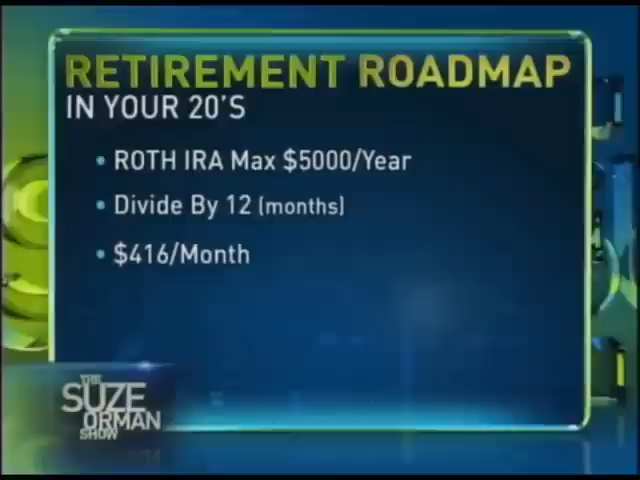 RETIREMENT ROADMAP
IN YOUR 20'S
• ROTH IRA Max $5000/Year
• Divide By 12 (months)
• $416/Month
THE
SUZE
ORMAN
SHOW